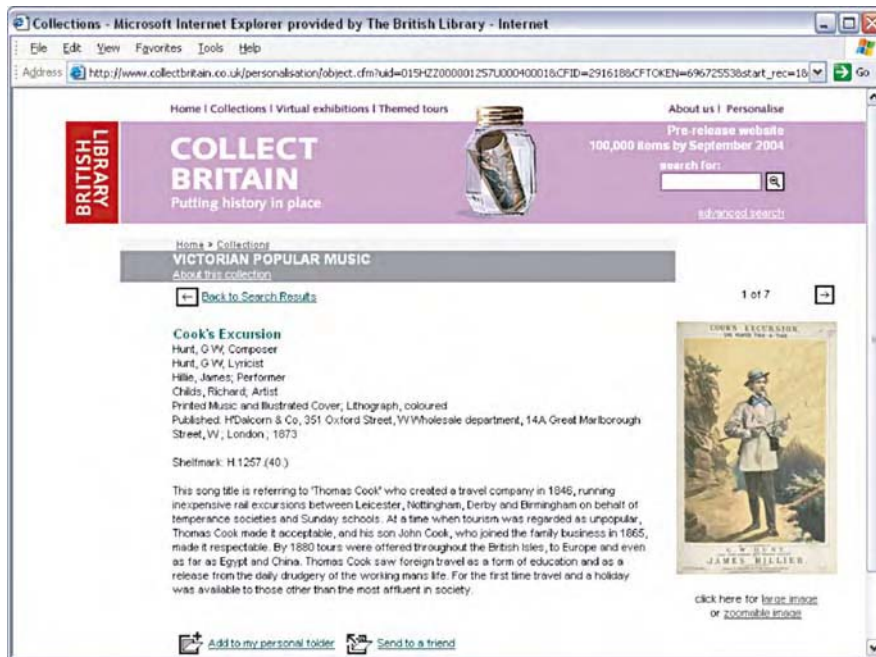 Collections - Microsoft Internet Explorer provided by The British Library - Internet
File Edit View Favorites Tools Help
Address http://www.collectbritain.co.uk/personalisation/object.cfm?uid=015HZZ000001257U00040001&CFID=2916188&CFTOKEN=69672553&start_rec=18 Go
Home | Collections | Virtual exhibitions | Themed tours
About us | Personalise
LIBRARY
BRITISH
COLLECT
BRITAIN
Putting history in place
Pre-release website
100,000 items by September 2004
search for:
advanced search
Home > Collections
VICTORIAN POPULAR MUSIC
About this collection
Back to Search Results
1 of 7
Cook's Excursion
Hunt, G W, Composer
Hunt, G W, Lyricist
Hillie, James; Performer
Childs, Richard; Artist
Printed Music and Illustrated Cover; Lithograph, coloured
Published: H'Dalcorn & Co, 351 Oxford Street, W Wholesale department, 14A Great Marlborough
Street, W ; London ; 1873
Shelfmark: H.1257.(40.)
This song title is referring to 'Thomas Cook' who created a travel company in 1846, running
inexpensive rail excursions between Leicester, Nottingham, Derby and Birmingham on behalf of
temperance societies and Sunday schools. At a time when tourism was regarded as unpopular,
Thomas Cook made it acceptable, and his son John Cook, who joined the family business in 1865,
made it respectable. By 1880 tours were offered throughout the British Isles, to Europe and even
as far as Egypt and China. Thomas Cook saw foreign travel as a form of education and as a
release from the daily drudgery of the working mans life. For the first time travel and a holiday
was available to those other than the most affluent in society.
COOK'S EXCURSION
G. W. HUNT
JAMES HILLIER
click here for large image
or zoomable image
Add to my personal folder Send to a friend